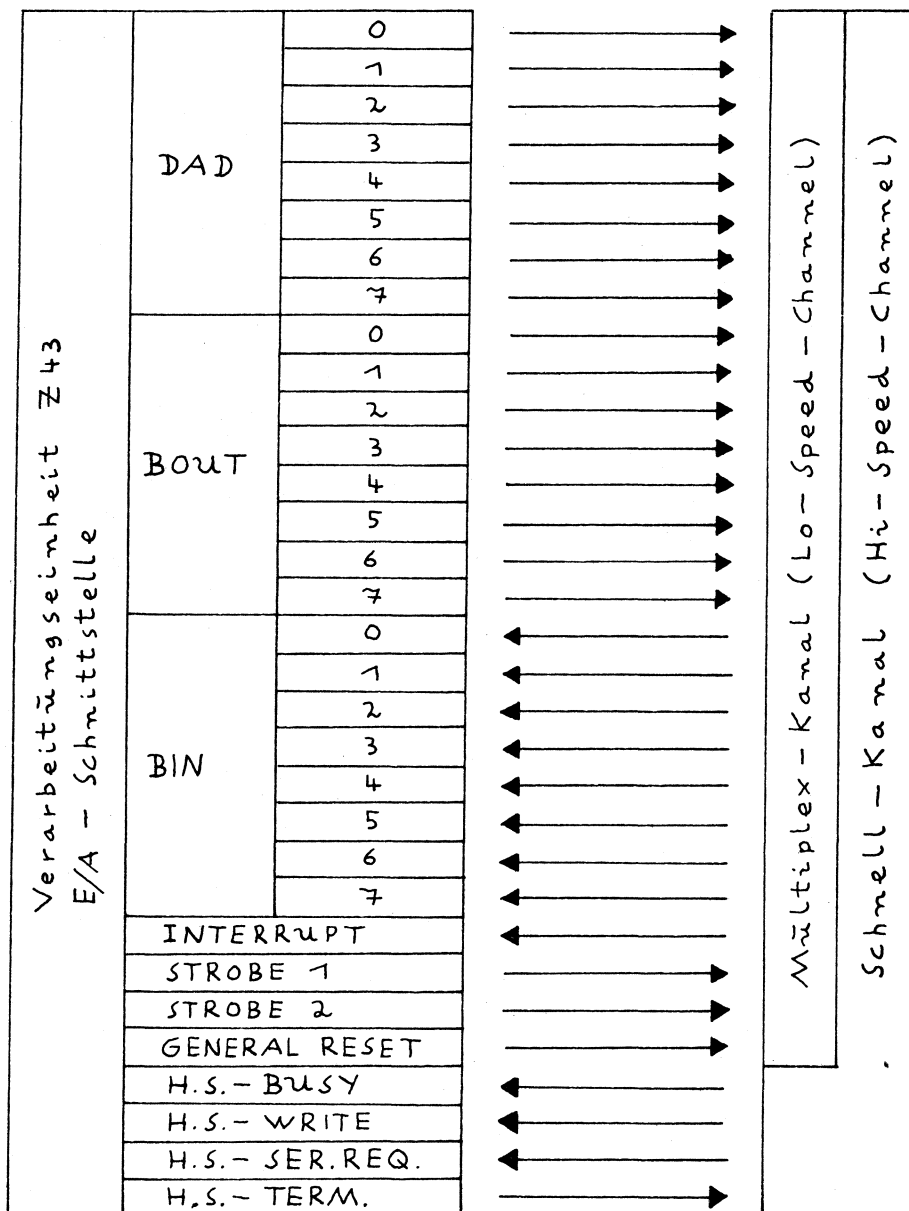 Verarbeitungseinheit Z 43
E/A - Schnittstelle
DAD
0
1
2
3
4
5
6
7
BOUT
0
1
2
3
4
5
6
7
BIN
0
1
2
3
4
5
6
7
INTERRUPT
STROBE 1
STROBE 2
GENERAL RESET
H.S.- BUSY
H.S.- WRITE
H.S.- SER.REQ.
H.S.- TERM.
Multiplex - Kanal (Lo-Speed-Channel)
Schnell - Kanal (Hi-Speed-Channel)